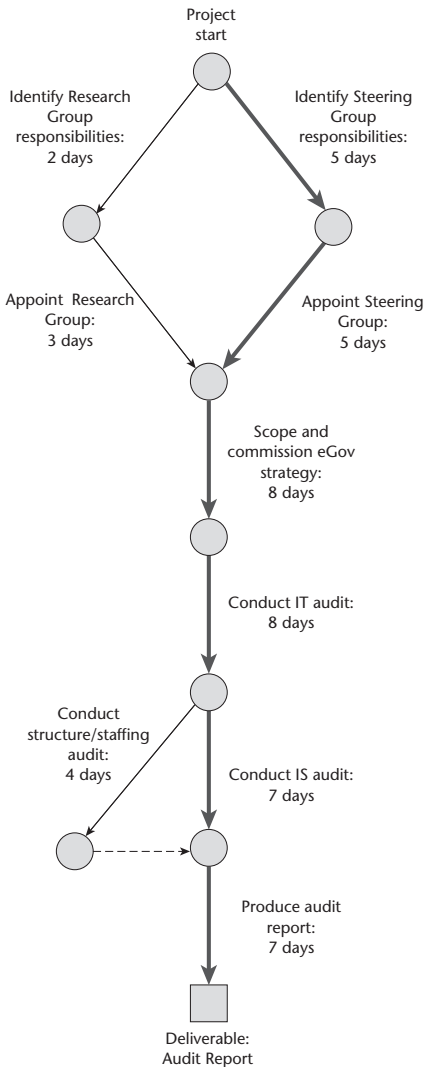 Project
start
Identify Research
Group
responsibilities:
2 days
Identify Steering
Group
responsibilities:
5 days
Appoint Research
Group:
3 days
Appoint Steering
Group:
5 days
Scope and
commission eGov
strategy:
8 days
Conduct IT audit:
8 days
Conduct
structure/staffing
audit:
4 days
Conduct IS audit:
7 days
Produce audit
report:
7 days
Deliverable:
Audit Report